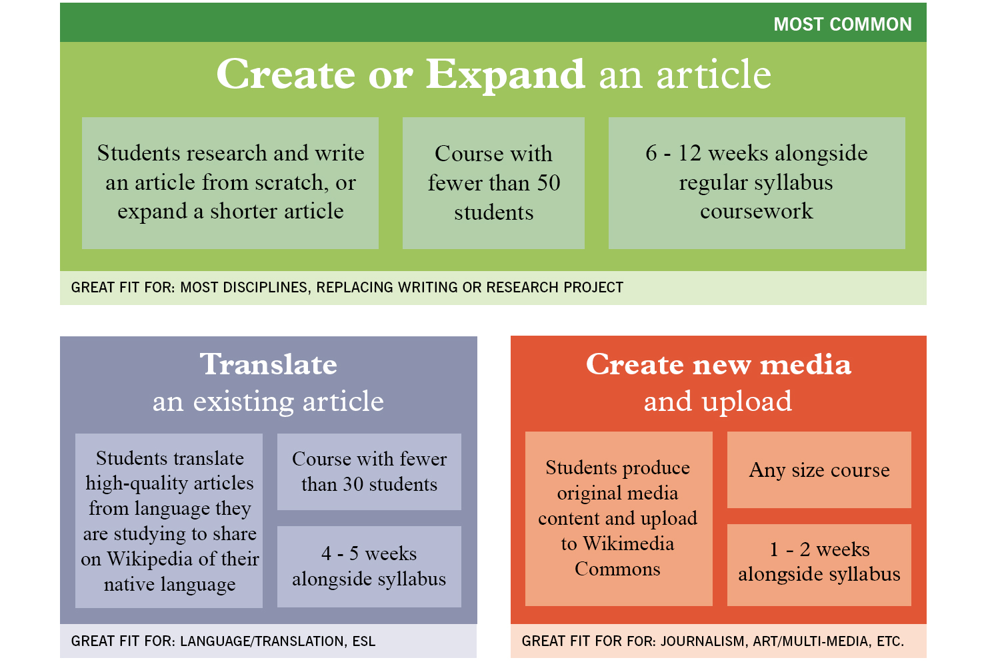 MOST COMMON
Create or Expand an article
Students research and write
an article from scratch, or
expand a shorter article
Course with
fewer than 50
students
6 - 12 weeks alongside
regular syllabus
coursework
GREAT FIT FOR: MOST DISCIPLINES, REPLACING WRITING OR RESEARCH PROJECT
Translate
an existing article
Students translate
high-quality articles
from language they
are studying to share
on Wikipedia of their
native language
Course with fewer
than 30 students
4 - 5 weeks
alongside syllabus
GREAT FIT FOR: LANGUAGE/TRANSLATION, ESL
Create new media
and upload
Students produce
original media
content and upload
to Wikimedia
Commons
Any size course
1 - 2 weeks
alongside syllabus
GREAT FIT FOR FOR: JOURNALISM, ART/MULTI-MEDIA, ETC.